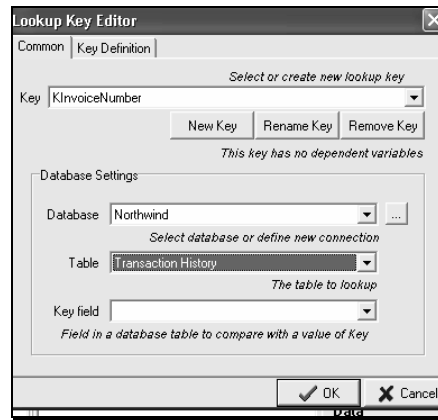 Lookup Key Editor
Common Key Definition
Select or create new lookup key
Key KInvoiceNumber
New Key Rename Key Remove Key
This key has no dependent variables
Database Settings
Database Northwind ...
Select database or define new connection
Table Transaction History
The table to lookup
Key field
Field in a database table to compare with a value of Key
OK Cancel
Data